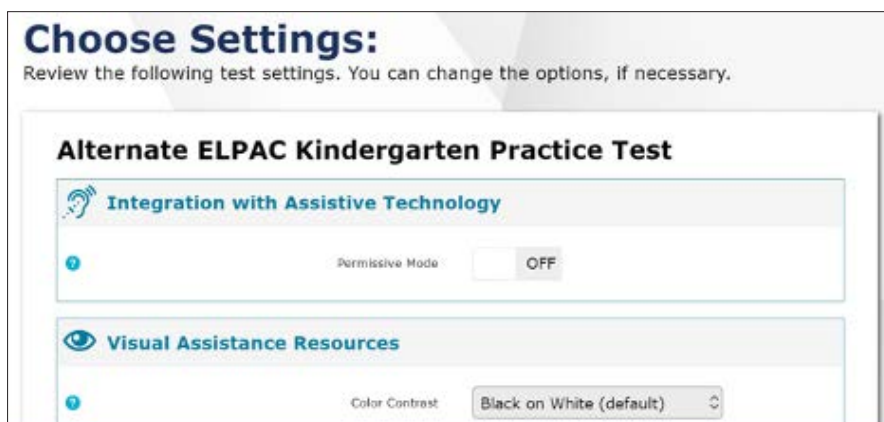 Choose Settings:
Review the following test settings. You can change the options, if necessary.
Alternate ELPAC Kindergarten Practice Test
Integration with Assistive Technology
? Permissive Mode OFF
Visual Assistance Resources
? Color Contrast Black on White (default)